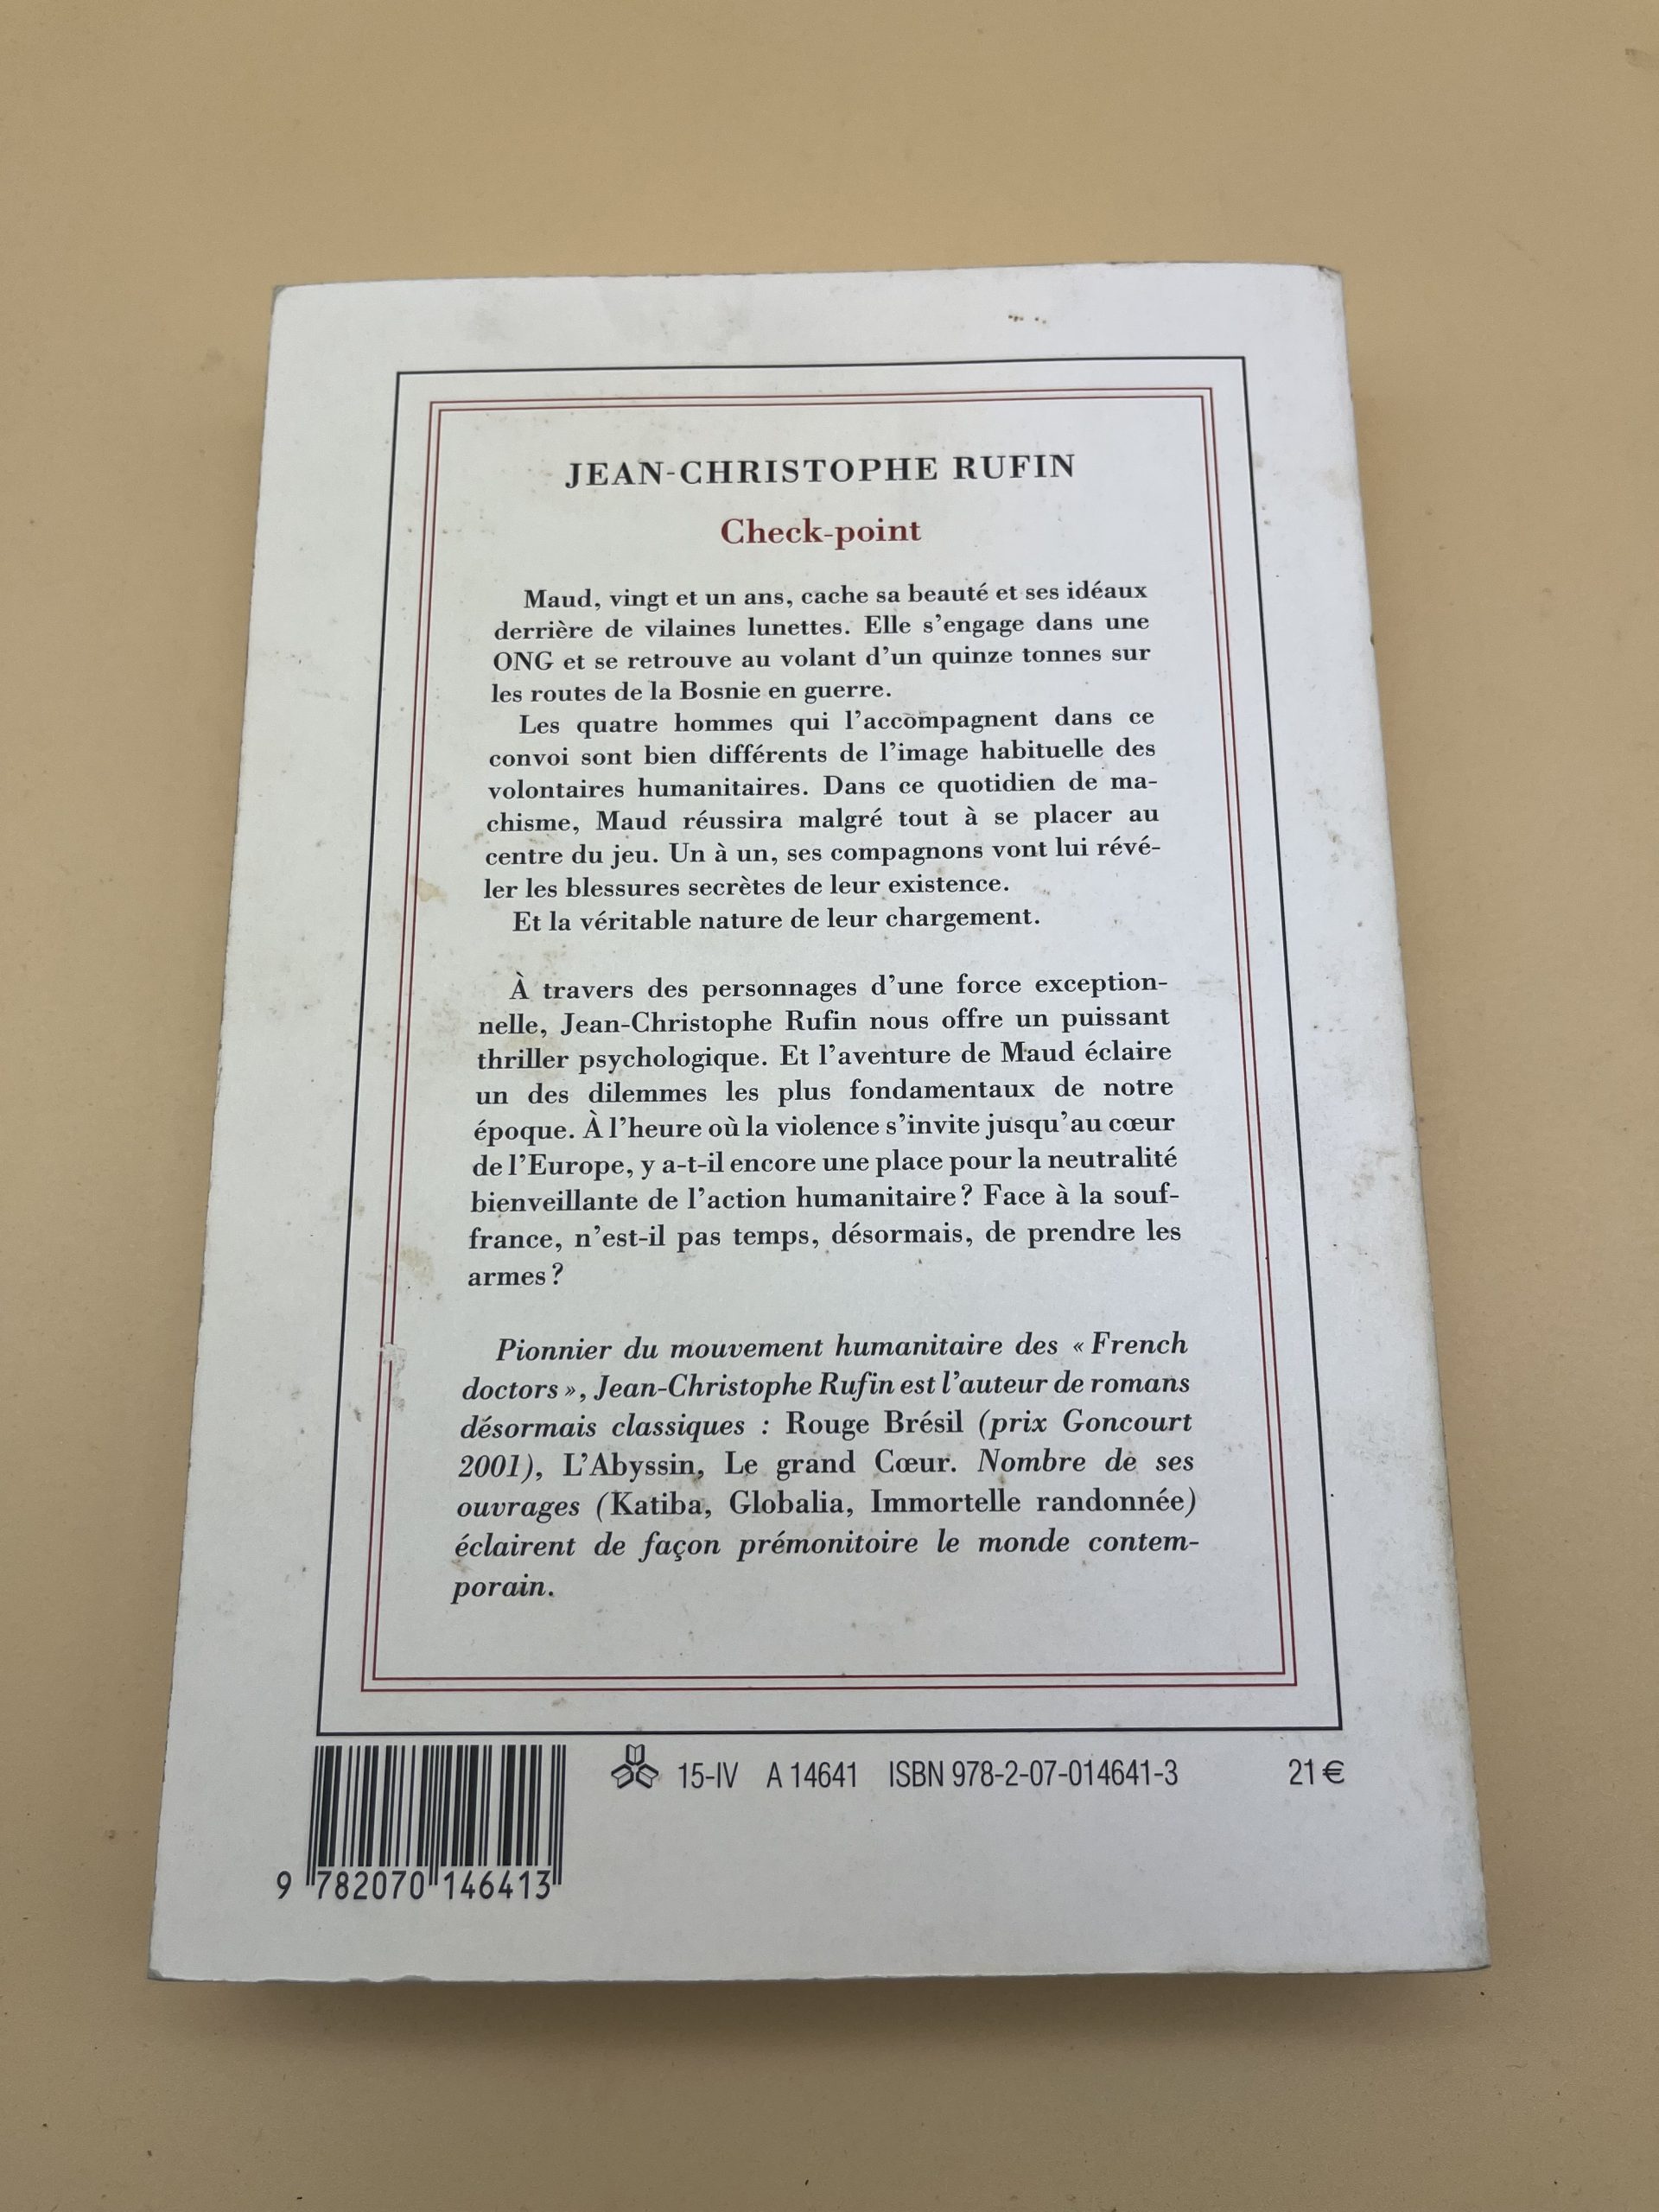 JEAN-CHRISTOPHE RUFIN
Check-point
Maud, vingt et un ans, cache sa beauté et ses idéaux
derrière de vilaines lunettes. Elle s'engage dans une
ONG et se retrouve au volant d'un quinze tonnes sur
les routes de la Bosnie en guerre.
Les quatre hommes qui l'accompagnent dans ce
convoi sont bien différents de l'image habituelle des
volontaires humanitaires. Dans ce quotidien de ma-
chisme, Maud réussira malgré tout à se placer au
centre du jeu. Un à un, ses compagnons vont lui révé-
ler les blessures secrètes de leur existence.
Et la véritable nature de leur chargement.
À travers des personnages d'une force exception-
nelle, Jean-Christophe Rufin nous offre un puissant
thriller psychologique. Et l'aventure de Maud éclaire
un des dilemmes les plus fondamentaux de notre
époque. À l'heure où la violence s'invite jusqu'au cœur
de l'Europe, y a-t-il encore une place pour la neutralité
bienveillante de l'action humanitaire ? Face à la souf-
france, n'est-il pas temps, désormais, de prendre les
armes ?
Pionnier du mouvement humanitaire des « French
doctors », Jean-Christophe Rufin est l'auteur de romans
désormais classiques : Rouge Brésil (prix Goncourt
2001), L'Abyssin, Le grand Cœur. Nombre de ses
ouvrages (Katiba, Globalia, Immortelle randonnée)
éclairent de façon prémonitoire le monde contem-
porain.
15-IV A 14641 ISBN 978-2-07-014641-3 21 €
9 782070 146413